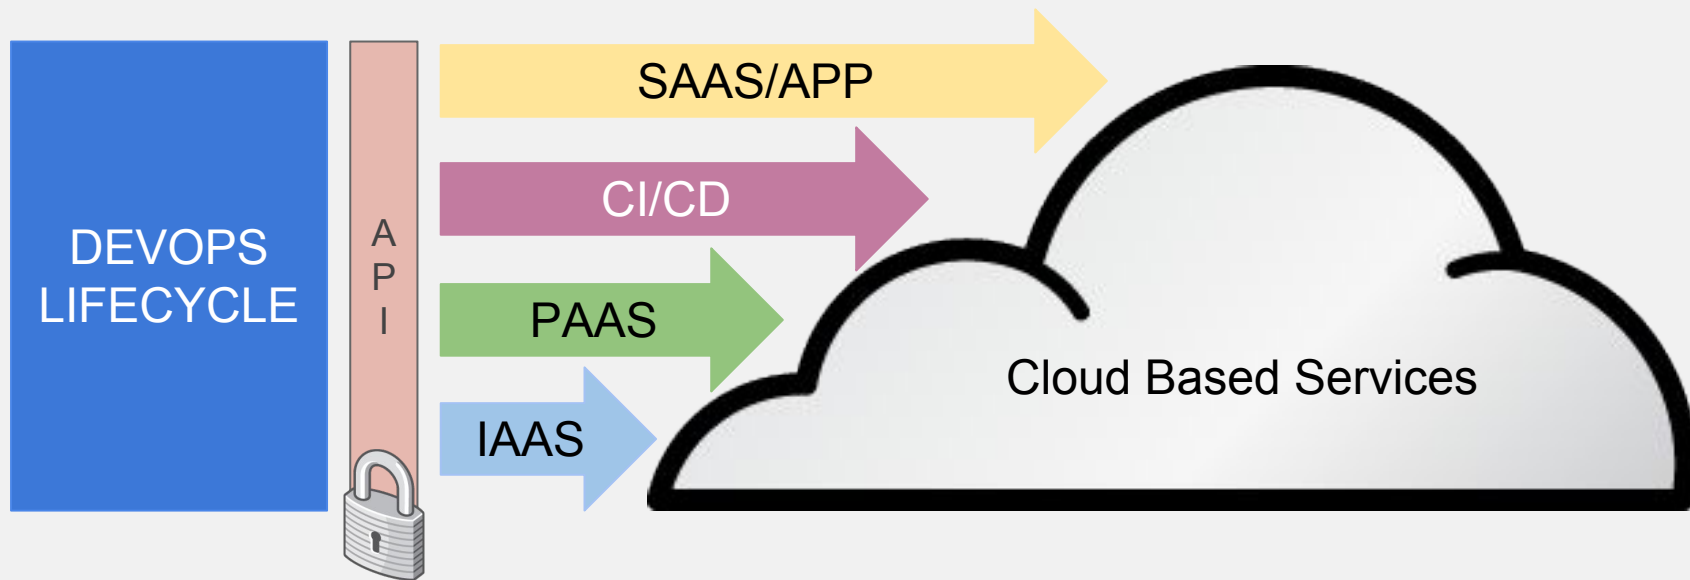 DEVOPS
LIFECYCLE
A
P
I
SAAS/APP
CI/CD
PAAS
IAAS
Cloud Based Services